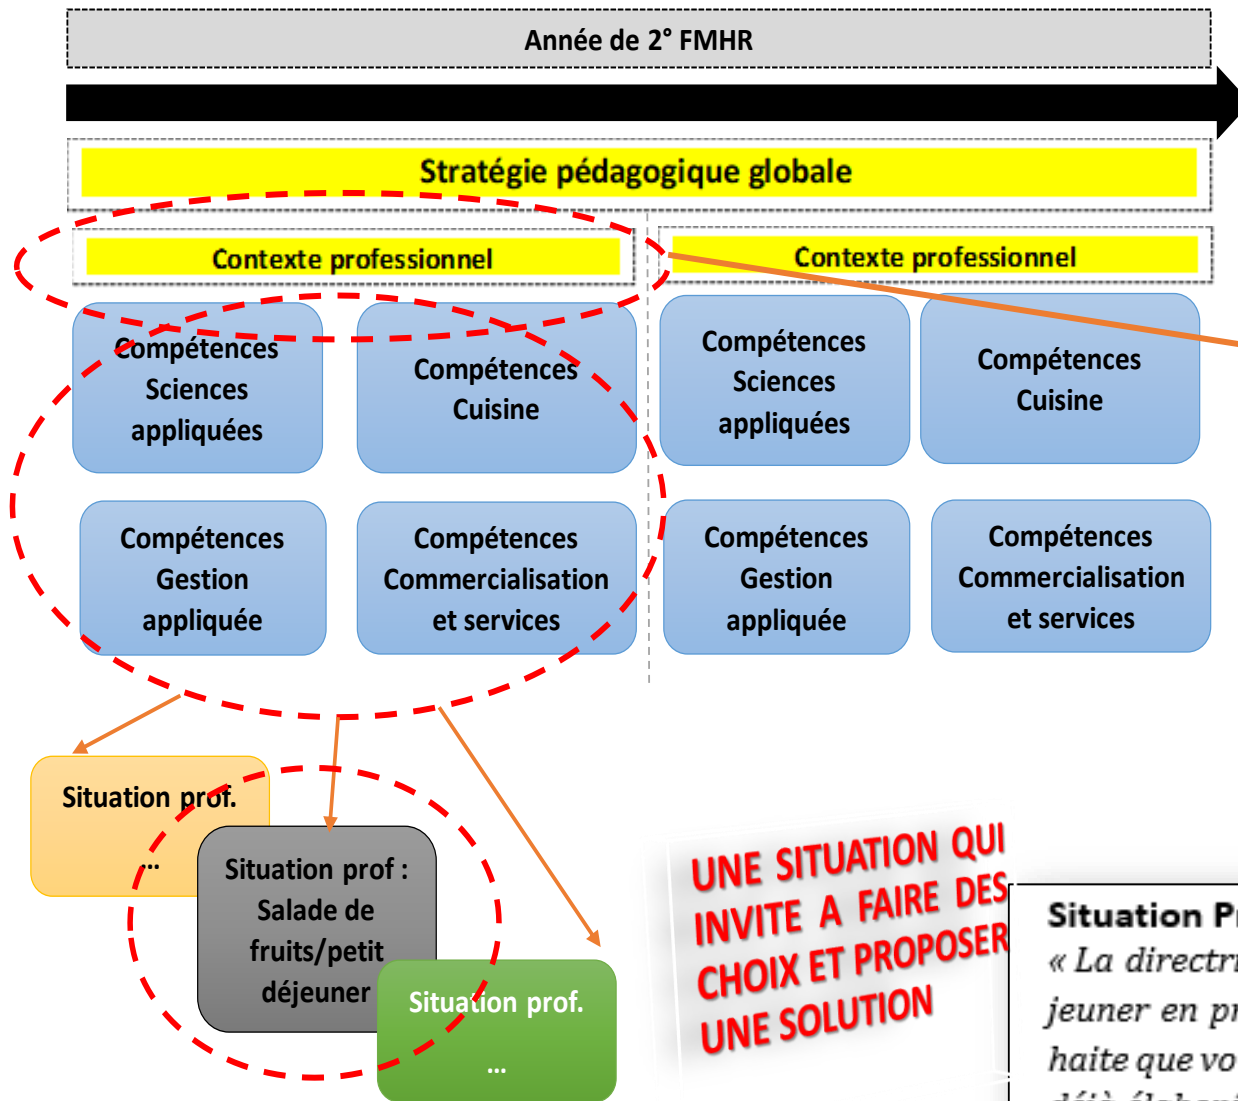 Année de 2° FMHR
Stratégie pédagogique globale
Contexte professionnel
Contexte professionnel
Compétences
Sciences
appliquées
Compétences
Cuisine
Compétences
Sciences
appliquées
Compétences
Cuisine
Compétences
Gestion
appliquée
Compétences
Commercialisation
et services
Compétences
Gestion
appliquée
Compétences
Commercialisation
et services
Situation prof.
...
Situation prof :
Salade de
fruits/petit
déjeuner
Situation prof.
...
UNE SITUATION QUI
INVITE A FAIRE DES
CHOIX ET PROPOSER
UNE SOLUTION
Situation
« La
jeuner en
haite que
déjà